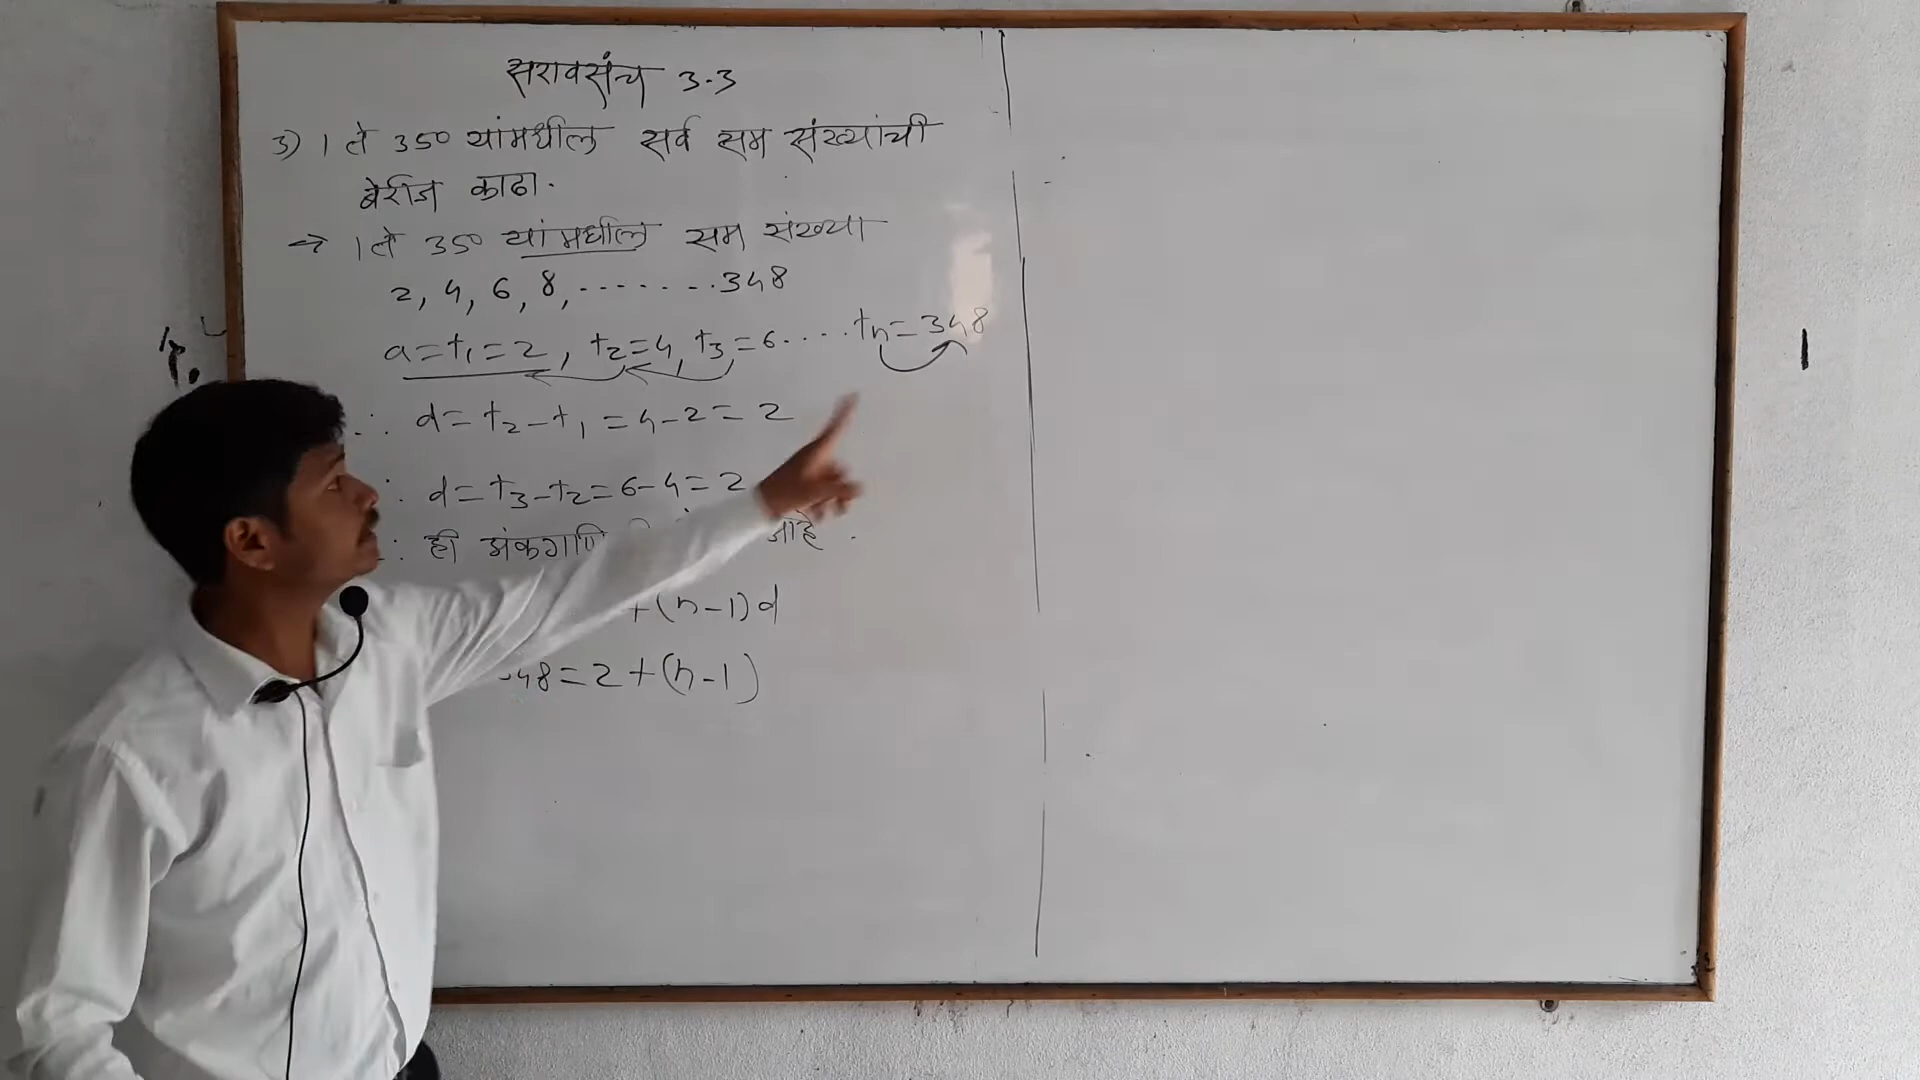 सरावसंच 3.3
3) 1 ते 350 यांमधील सर्व सम संख्यांची
बेरीज काढा.
→ 1 ते 350 यांमधील सम संख्या
2, 4, 6, 8, ........348
a=t₁=2, t₂=4, t₃=6.... tn=348
∴ d=t₂-t₁=4-2=2
∴ d=t₃-t₂=6-4=2
∴ ही आहे.
+(n-1)d
48=2+(n-1)